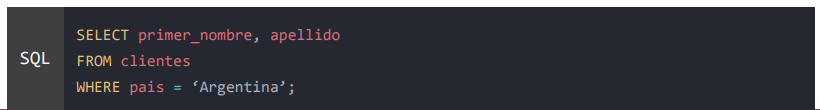 SQL
SELECT primer_nombre, apellido
FROM clientes
WHERE pais = ‘Argentina’;